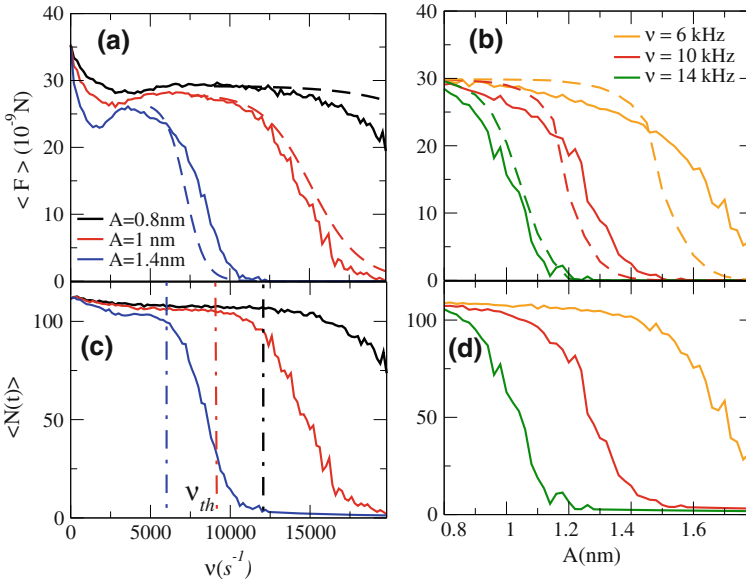 40
(a)
30
20
10
0
< F > (10⁻⁹N)
A=0.8nm
A=1 nm
A=1.4nm
40
(b)
30
20
10
0
ν = 6 kHz
ν = 10 kHz
ν = 14 kHz
100
50
0
<N(t)>
(c)
ν_th
0 5000 10000 15000
ν(s⁻¹)
100
50
0
(d)
0.8 1 1.2 1.4 1.6
A(nm)